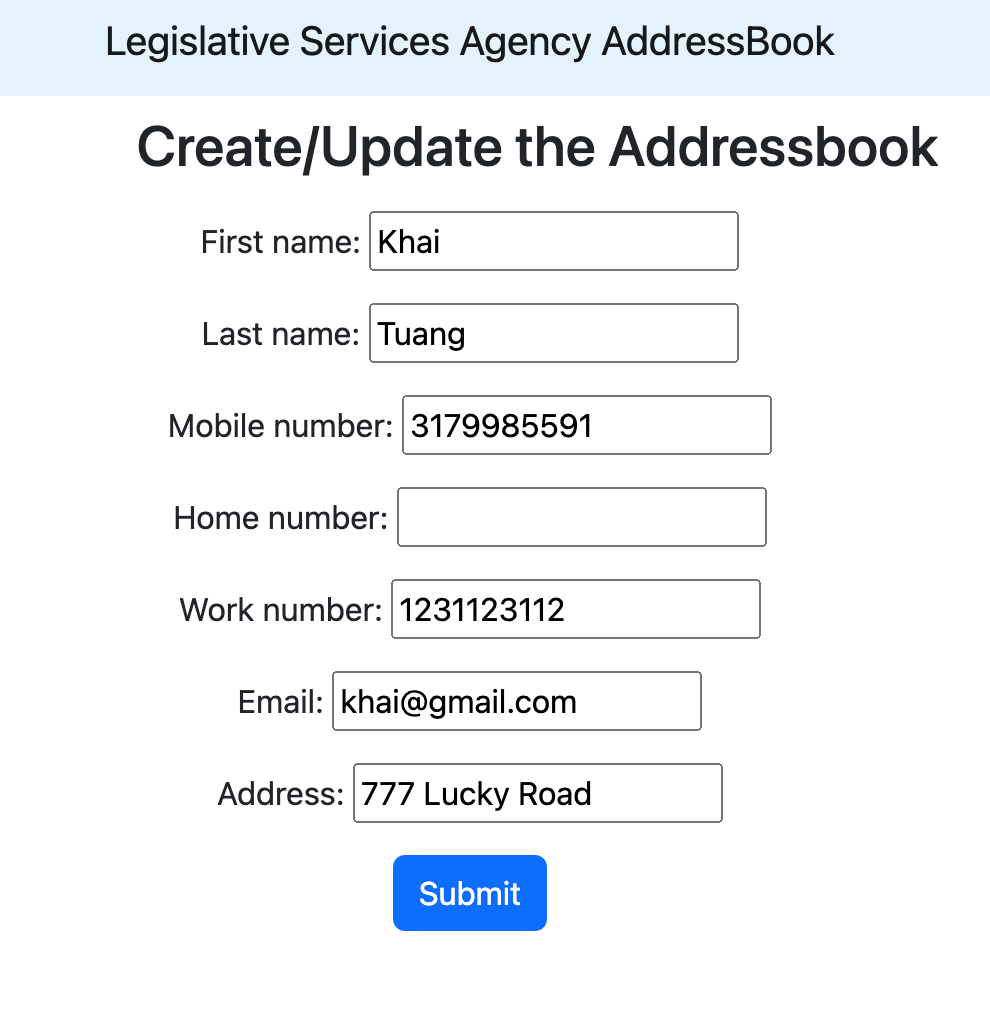 Legislative Services Agency AddressBook
Create/Update the Addressbook
First name: Khai
Last name: Tuang
Mobile number: 3179985591
Home number:
Work number: 1231123112
Email: khai@gmail.com
Address: 777 Lucky Road
Submit